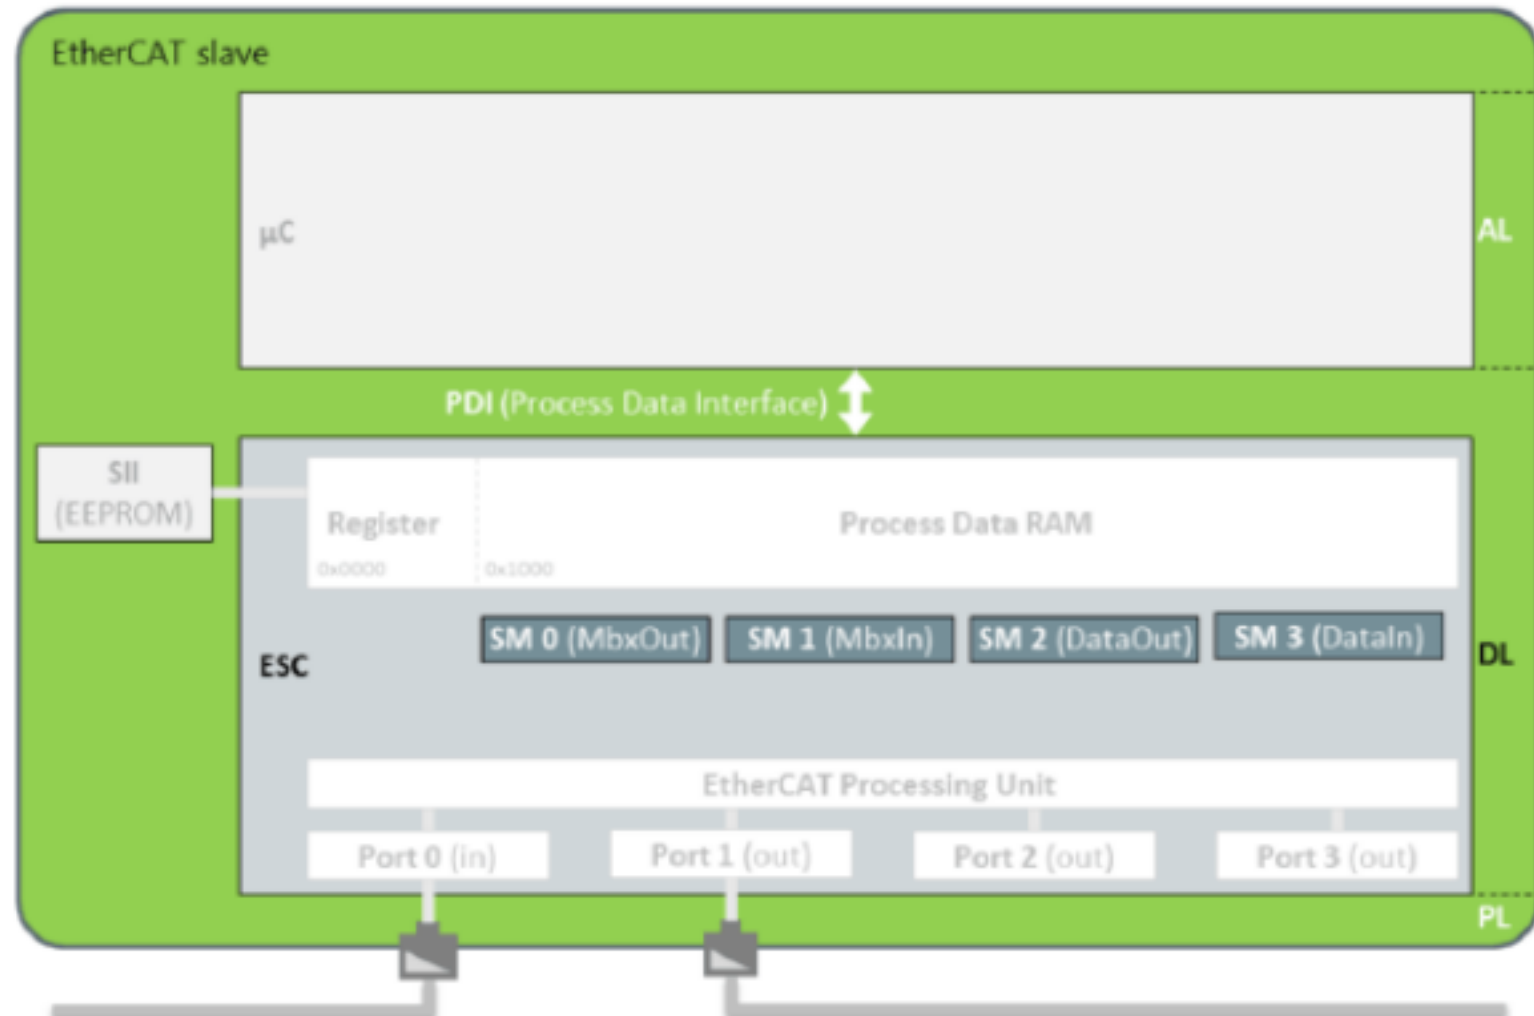 EtherCAT slave
µC
AL
PDI (Process Data Interface)
SII
(EEPROM)
Register
Process Data RAM
0x0000
0x1000
SM 0 (MbxOut)
SM 1 (MbxIn)
SM 2 (DataOut)
SM 3 (DataIn)
ESC
DL
EtherCAT Processing Unit
Port 0 (in)
Port 1 (out)
Port 2 (out)
Port 3 (out)
PL